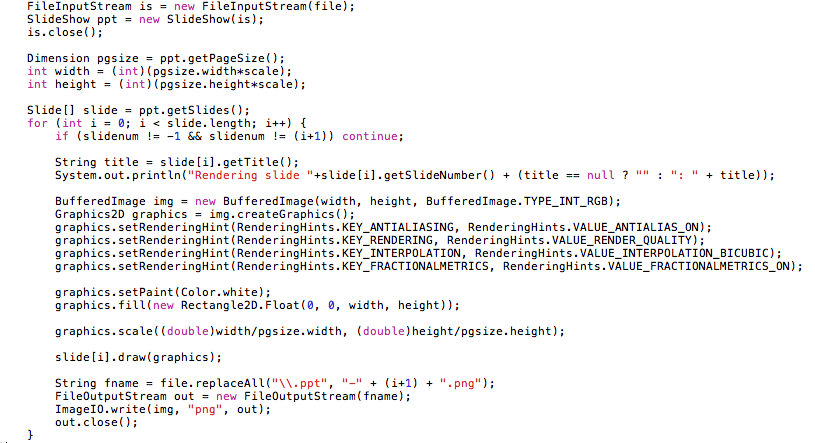 FileInputStream is = new FileInputStream(file);
SlideShow ppt = new SlideShow(is);
is.close();

Dimension pgsize = ppt.getPageSize();
int width = (int)(pgsize.width*scale);
int height = (int)(pgsize.height*scale);

Slide[] slide = ppt.getSlides();
for (int i = 0; i < slide.length; i++) {
    if (slidenum != -1 && slidenum != (i+1)) continue;

    String title = slide[i].getTitle();
    System.out.println("Rendering slide "+slide[i].getSlideNumber() + (title == null ? "" : ": " + title));

    BufferedImage img = new BufferedImage(width, height, BufferedImage.TYPE_INT_RGB);
    Graphics2D graphics = img.createGraphics();
    graphics.setRenderingHint(RenderingHints.KEY_ANTIALIASING, RenderingHints.VALUE_ANTIALIAS_ON);
    graphics.setRenderingHint(RenderingHints.KEY_RENDERING, RenderingHints.VALUE_RENDER_QUALITY);
    graphics.setRenderingHint(RenderingHints.KEY_INTERPOLATION, RenderingHints.VALUE_INTERPOLATION_BICUBIC);
    graphics.setRenderingHint(RenderingHints.KEY_FRACTIONALMETRICS, RenderingHints.VALUE_FRACTIONALMETRICS_ON);

    graphics.setPaint(Color.white);
    graphics.fill(new Rectangle2D.Float(0, 0, width, height));

    graphics.scale((double)width/pgsize.width, (double)height/pgsize.height);

    slide[i].draw(graphics);

    String fname = file.replaceAll("\\.ppt", "-" + (i+1) + ".png");
    FileOutputStream out = new FileOutputStream(fname);
    ImageIO.write(img, "png", out);
    out.close();
}